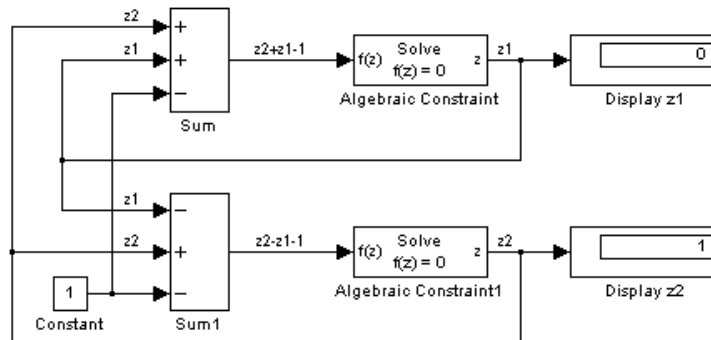 z2
z1
+
+
−
Sum
z2+z1-1
f(z)
Solve
f(z) = 0
z
Algebraic Constraint
z1
0
Display z1
z1
z2
−
+
−
Sum1
z2-z1-1
f(z)
Solve
f(z) = 0
z
Algebraic Constraint1
z2
1
Display z2
1
Constant